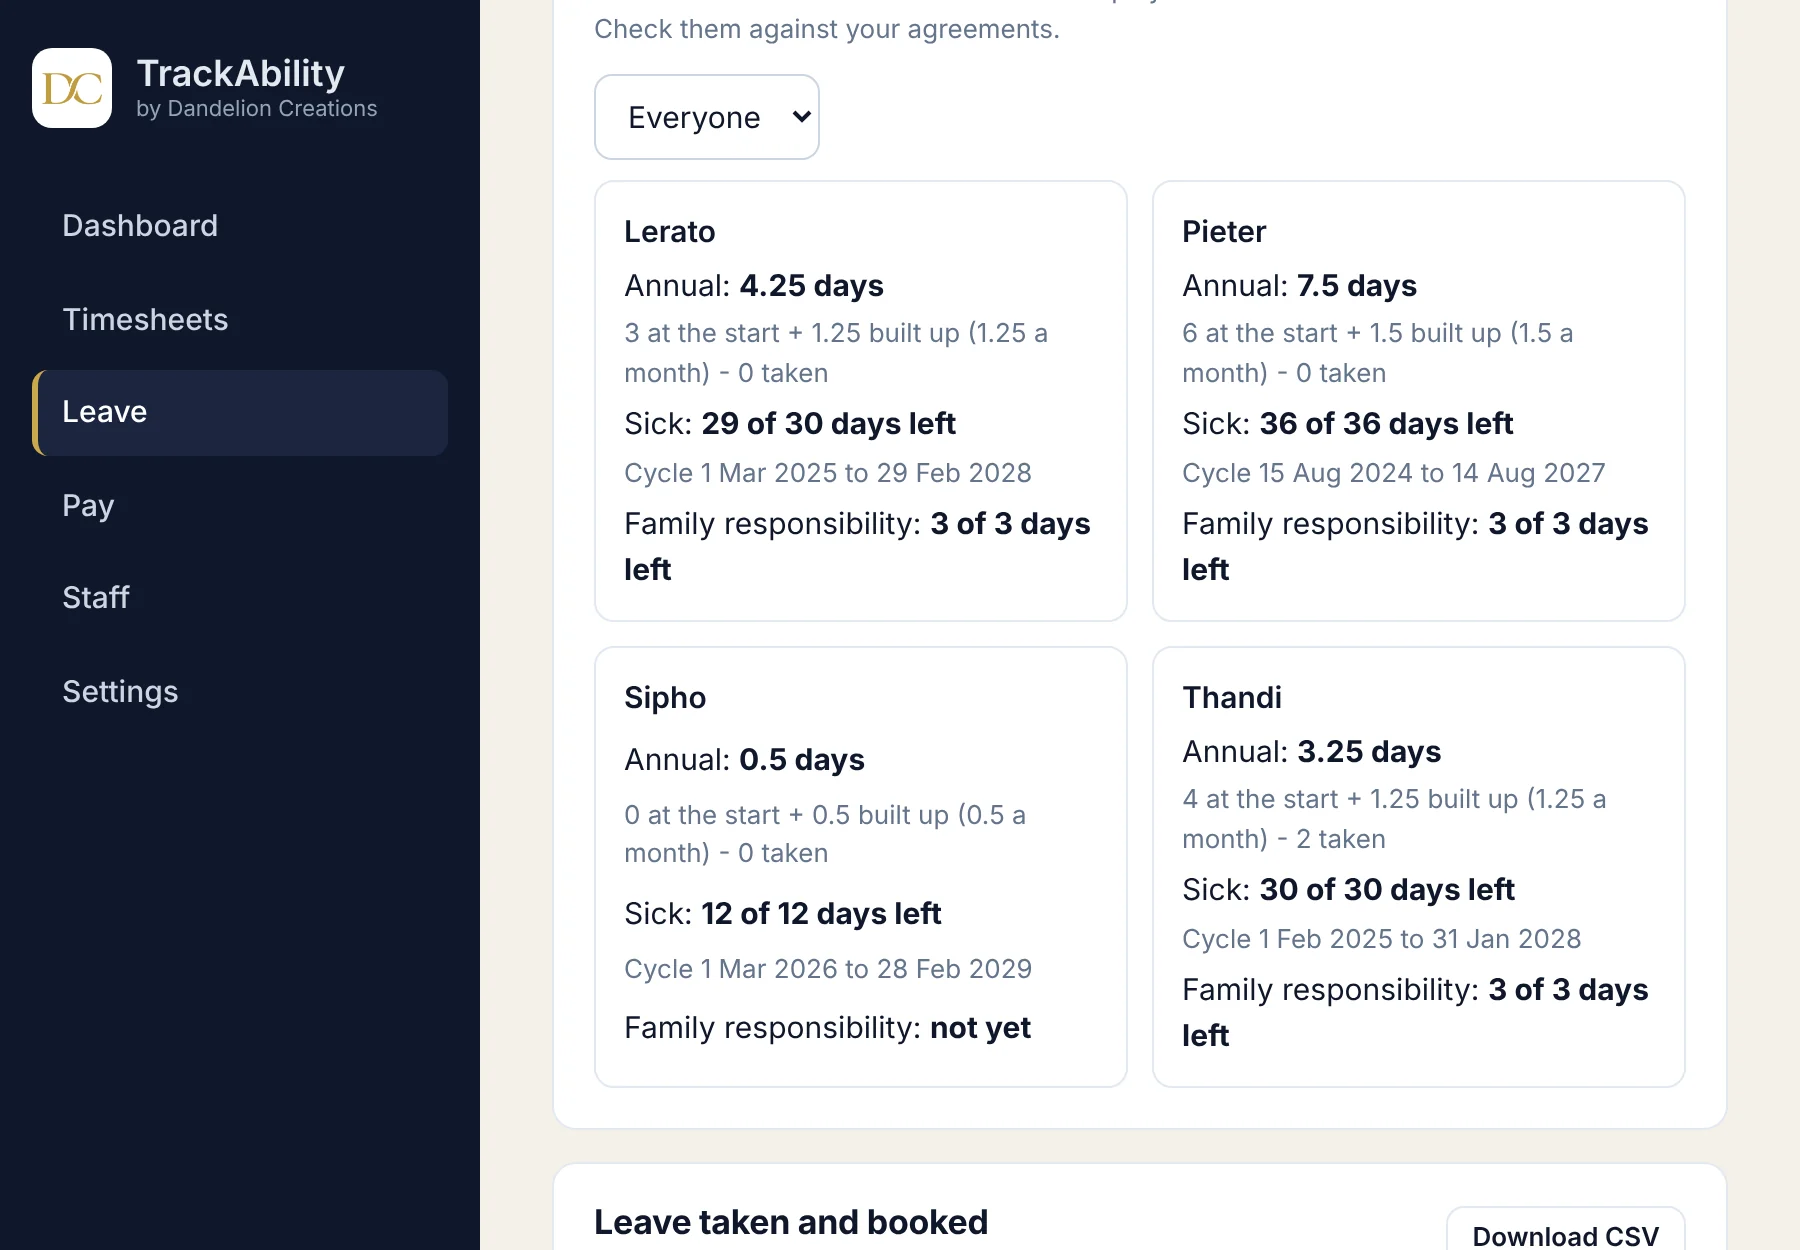 DC
TrackAbility
by Dandelion Creations
Dashboard
Timesheets
Leave
Pay
Staff
Settings
Check them against your agreements.
Everyone
Lerato
Annual: 4.25 days
3 at the start + 1.25 built up (1.25 a
month) - 0 taken
Sick: 29 of 30 days left
Cycle 1 Mar 2025 to 29 Feb 2028
Family responsibility: 3 of 3 days
left
Pieter
Annual: 7.5 days
6 at the start + 1.5 built up (1.5 a
month) - 0 taken
Sick: 36 of 36 days left
Cycle 15 Aug 2024 to 14 Aug 2027
Family responsibility: 3 of 3 days
left
Sipho
Annual: 0.5 days
0 at the start + 0.5 built up (0.5 a
month) - 0 taken
Sick: 12 of 12 days left
Cycle 1 Mar 2026 to 28 Feb 2029
Family responsibility: not yet
Thandi
Annual: 3.25 days
4 at the start + 1.25 built up (1.25 a
month) - 2 taken
Sick: 30 of 30 days left
Cycle 1 Feb 2025 to 31 Jan 2028
Family responsibility: 3 of 3 days
left
Leave taken and booked
Download CSV